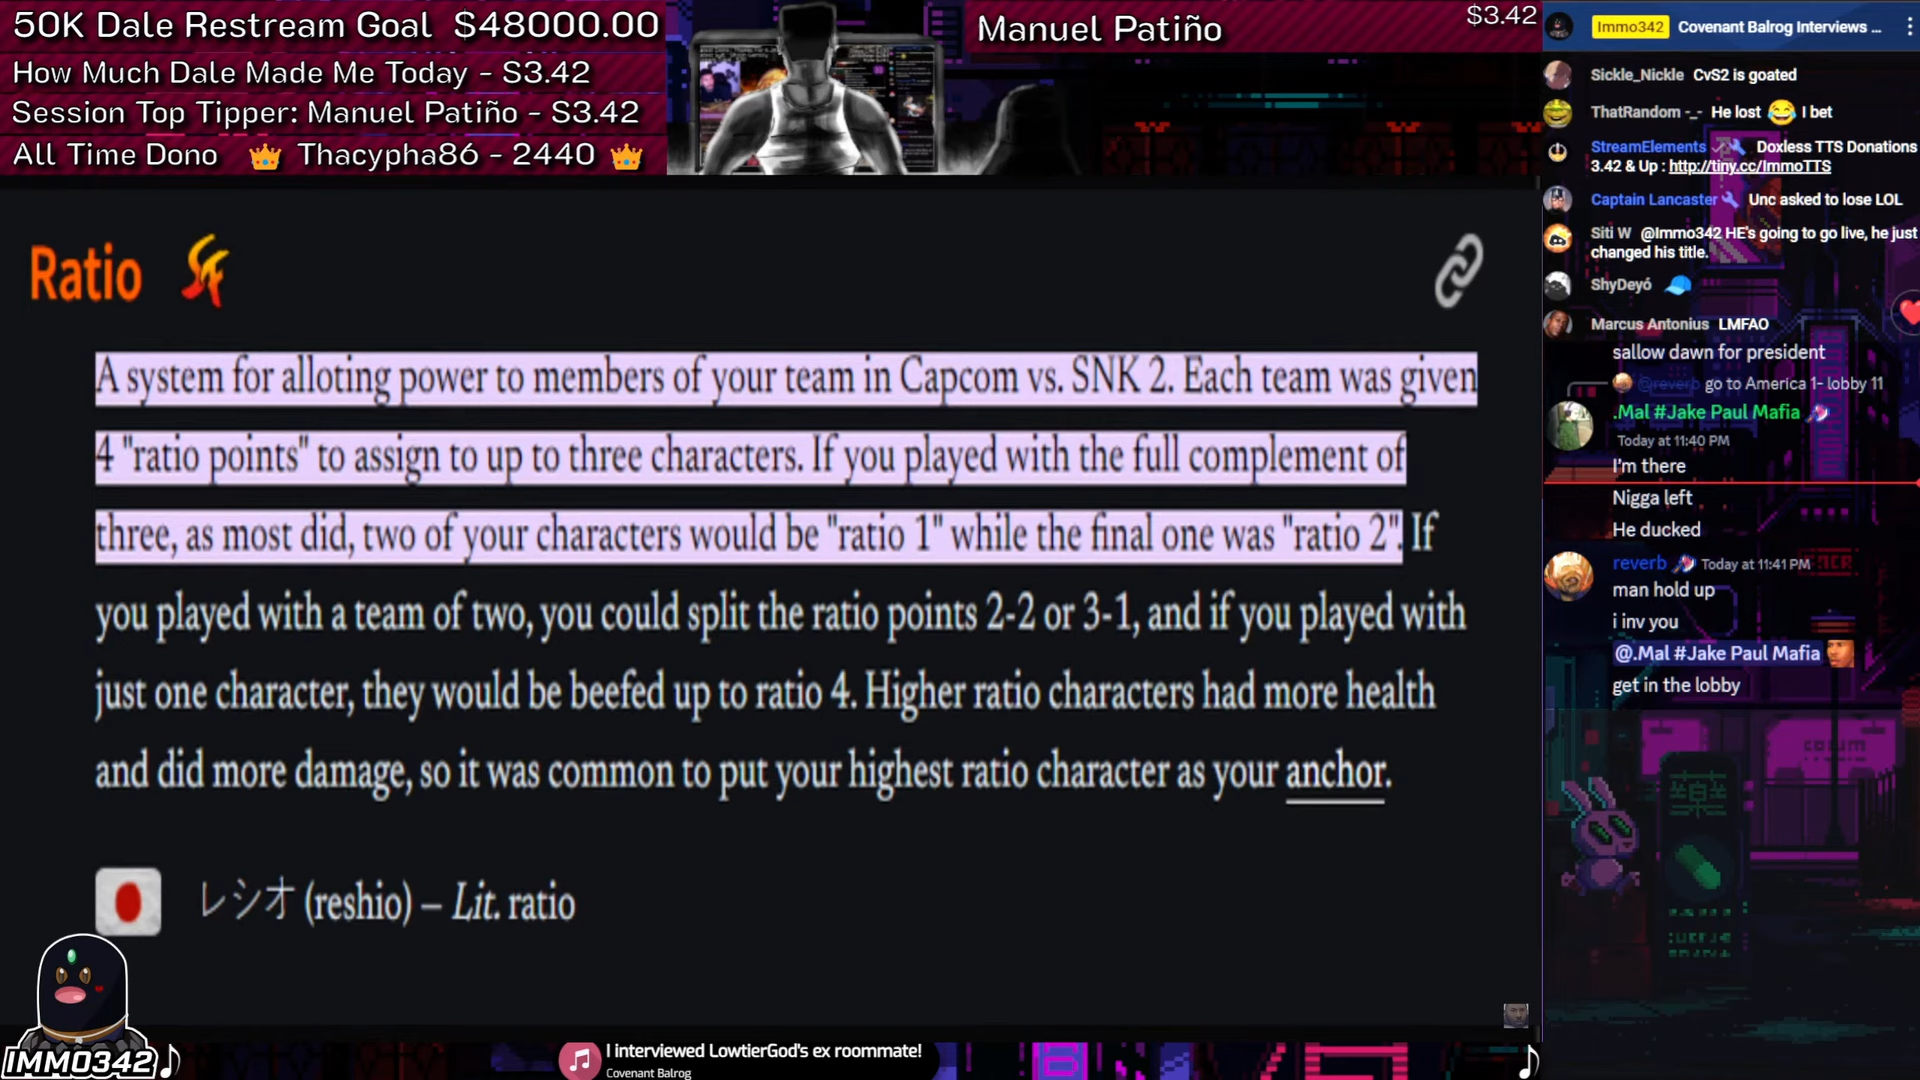 50K Dale Restream Goal $48000.00
How Much Dale Made Me Today - S3.42
Session Top Tipper: Manuel Patiño - S3.42
All Time Dono 👑 Thacypha86 - 2440 👑
Manuel Patiño
$3.42
Ratio
A system for alloting power to members of your team in Capcom vs. SNK 2. Each team was given
4 "ratio points" to assign to up to three characters. If you played with the full complement of
three, as most did, two of your characters would be "ratio 1" while the final one was "ratio 2". If
you played with a team of two, you could split the ratio points 2-2 or 3-1, and if you played with
just one character, they would be beefed up to ratio 4. Higher ratio characters had more health
and did more damage, so it was common to put your highest ratio character as your anchor.
レシオ (reshio) – Lit. ratio
IMMO342
I interviewed LowtierGod's ex roommate!
Covenant Balrog
Immo342 Covenant Balrog Interviews ...
Sickle_Nickle CvS2 is goated
ThatRandom -_- He lost 😂 I bet
StreamElements Doxless TTS Donations
3.42 & Up : http://tiny.cc/ImmoTTS
Captain Lancaster Unc asked to lose LOL
Siti W @Immo342 HE's going to go live, he just
changed his title.
ShyDeyó 🧢
Marcus Antonius LMFAO
sallow dawn for president
@reverb go to America 1- lobby 11
.Mal #Jake Paul Mafia
Today at 11:40 PM
I'm there
Nigga left
He ducked
reverb Today at 11:41 PM
man hold up
i inv you
@.Mal #Jake Paul Mafia
get in the lobby
薬